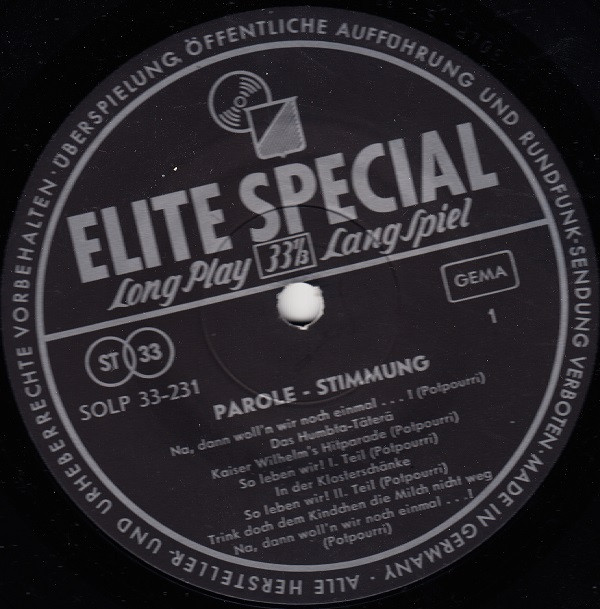 ALLE HERSTELLER- UND URHEBERRECHTE VORBEHALTEN · ÜBERSPIELUNG, ÖFFENTLICHE AUFFÜHRUNG UND RUNDFUNK-SENDUNG VERBOTEN · MADE IN GERMANY ·
ELITE SPECIAL
Long Play 33 1/3 LangSpiel
GEMA
1
ST 33
SOLP 33-231
PAROLE - STIMMUNG
Na, dann woll'n wir noch einmal . . . ! (Potpourri)
Das Humbta-Täterä
Kaiser Wilhelm's Hitparade (Potpourri)
So leben wir! I. Teil (Potpourri)
In der Klosterschänke
So leben wir! II. Teil (Potpourri)
Trink doch dem Kindchen die Milch nicht weg
Na, dann woll'n wir noch einmal . . . !
(Potpourri)